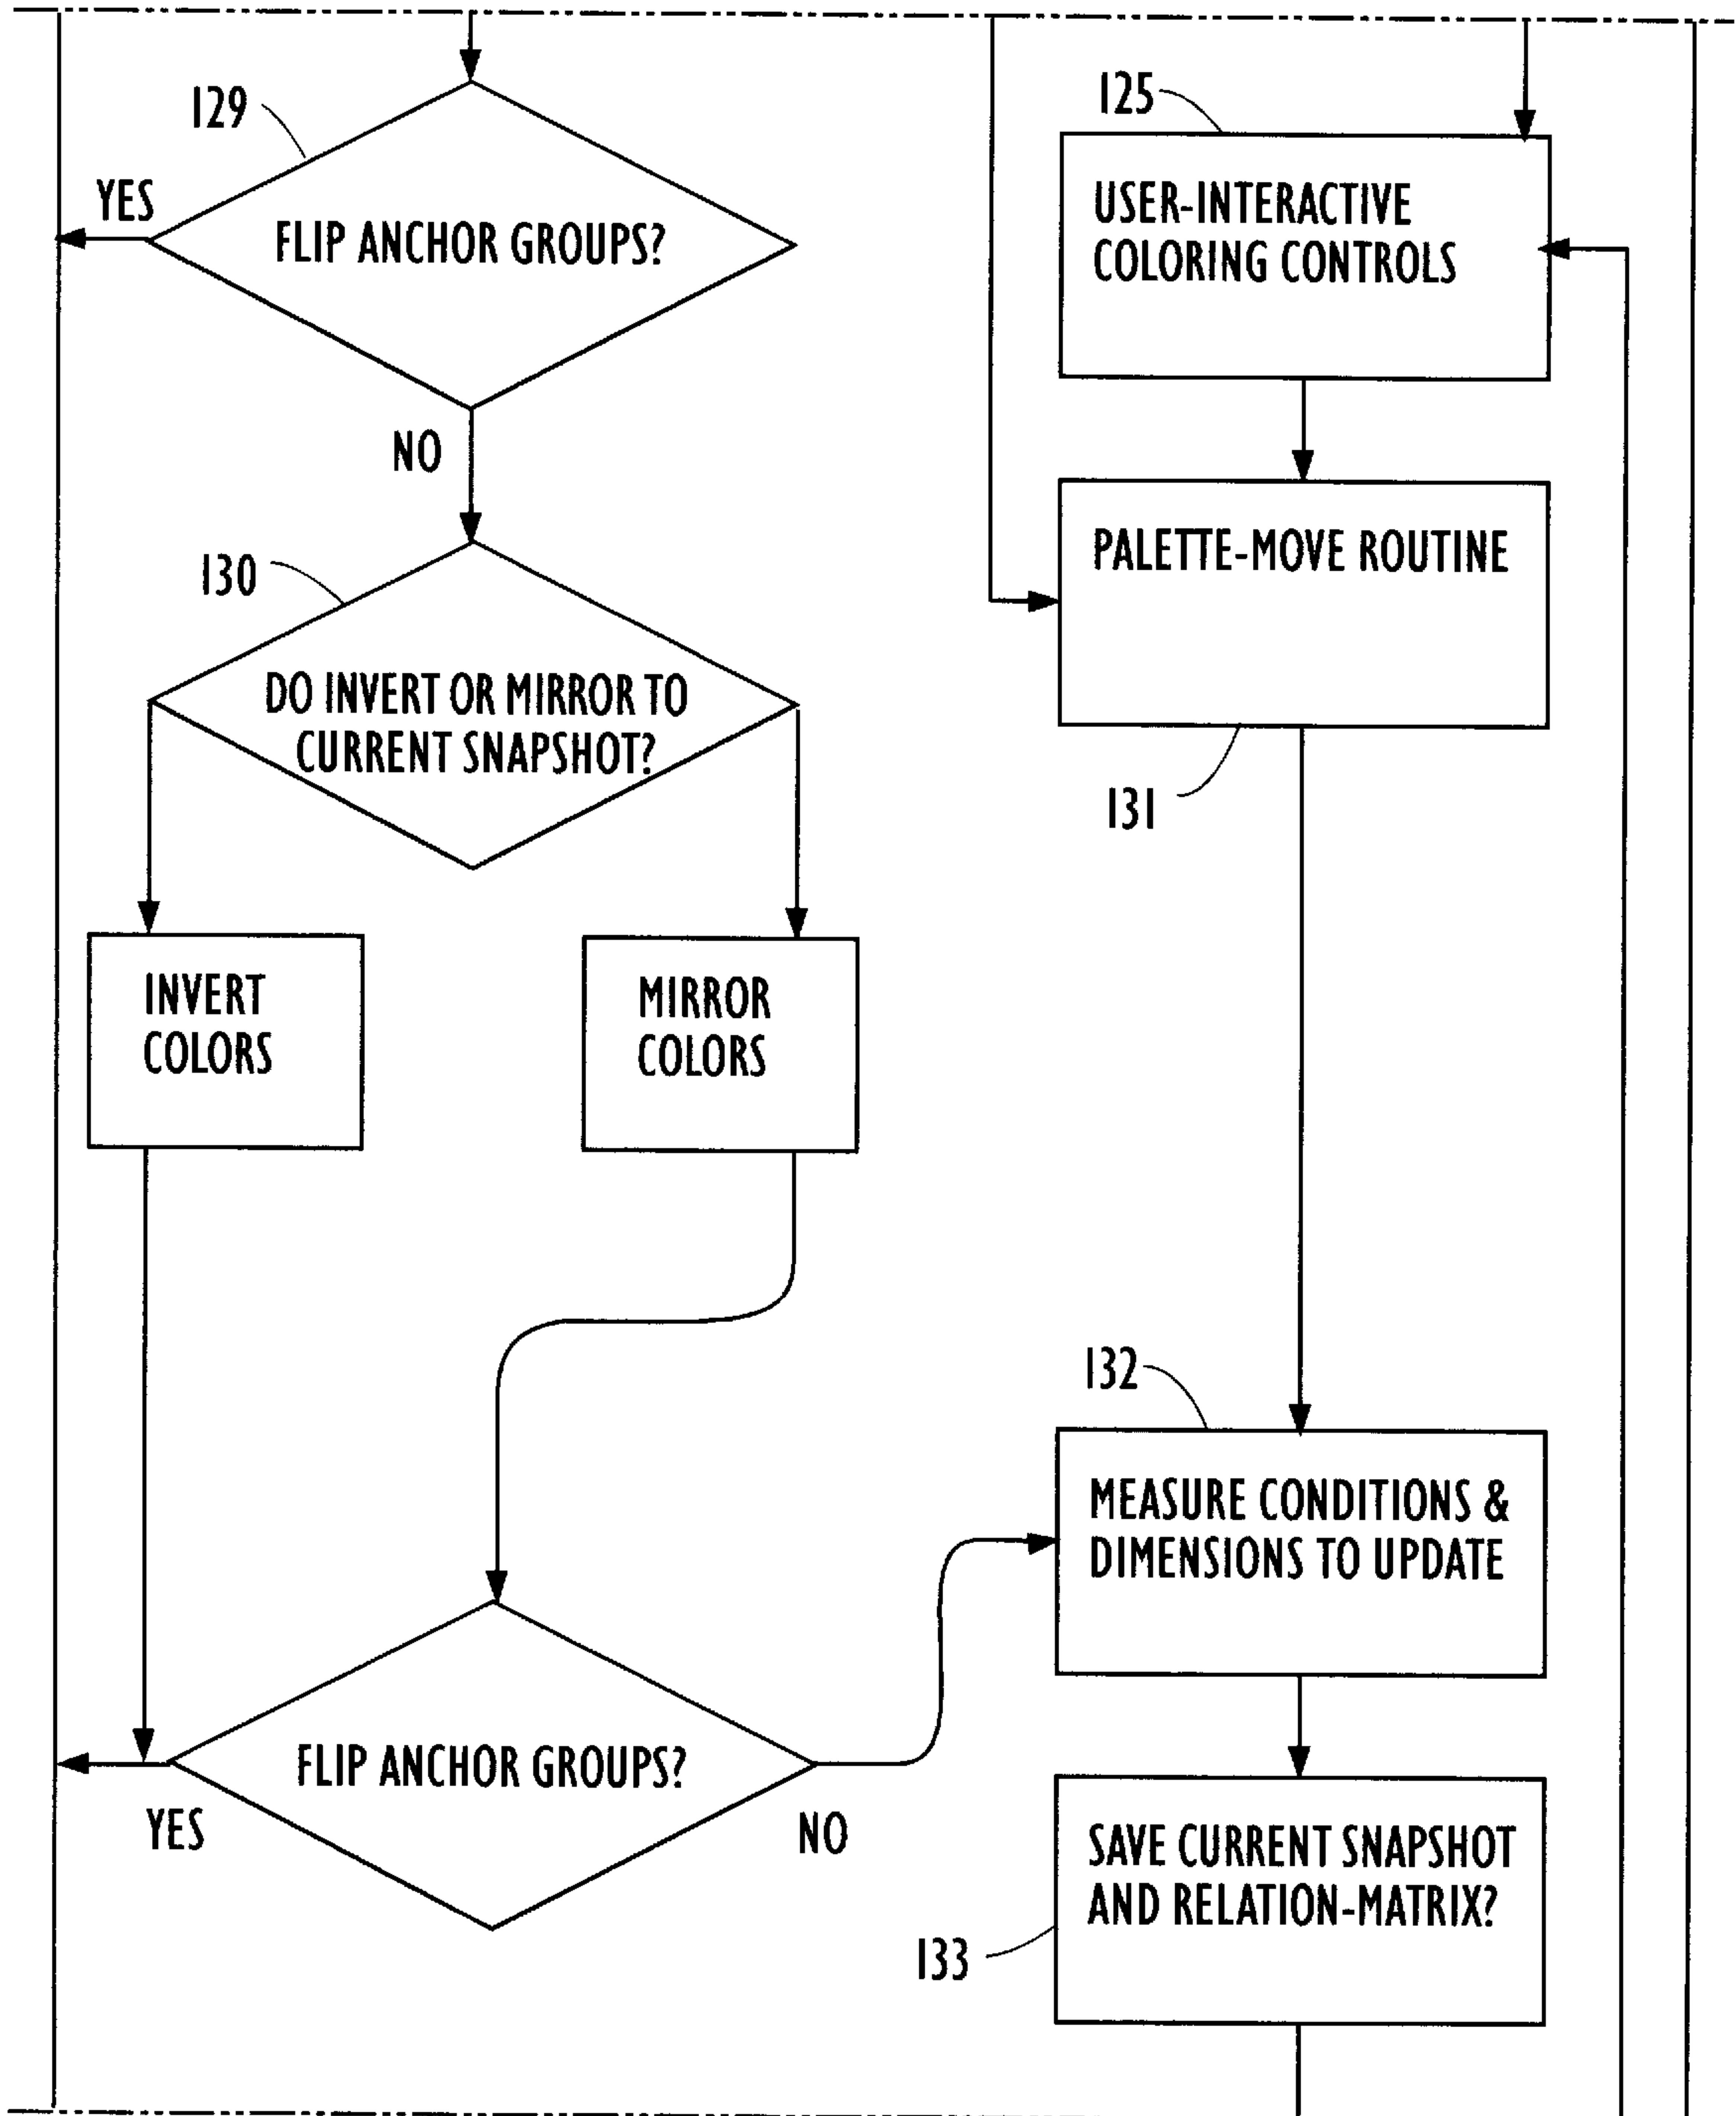 129
YES
FLIP ANCHOR GROUPS?
NO
130
DO INVERT OR MIRROR TO
CURRENT SNAPSHOT?
INVERT
COLORS
MIRROR
COLORS
FLIP ANCHOR GROUPS?
YES
NO
125
USER-INTERACTIVE
COLORING CONTROLS
PALETTE-MOVE ROUTINE
131
132
MEASURE CONDITIONS &
DIMENSIONS TO UPDATE
SAVE CURRENT SNAPSHOT
AND RELATION-MATRIX?
133